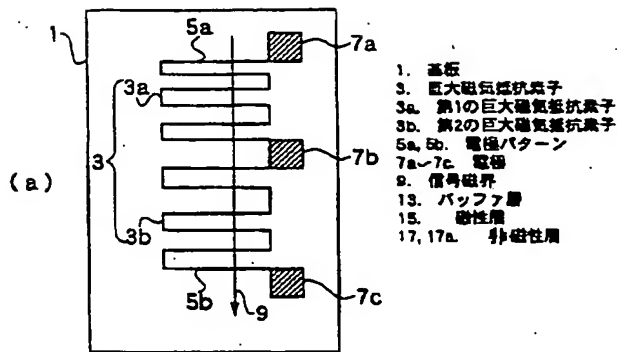 (a)
1
3
3a
3b
5a
5b
7a
7b
7c
9
1. 基板
3. 巨大磁気抵抗素子
3a. 第1の巨大磁気抵抗素子
3b. 第2の巨大磁気抵抗素子
5a, 5b. 電極パターン
7a~7c. 電極
9. 信号磁界
13. バッファ層
15. 磁性層
17, 17a. 非磁性層